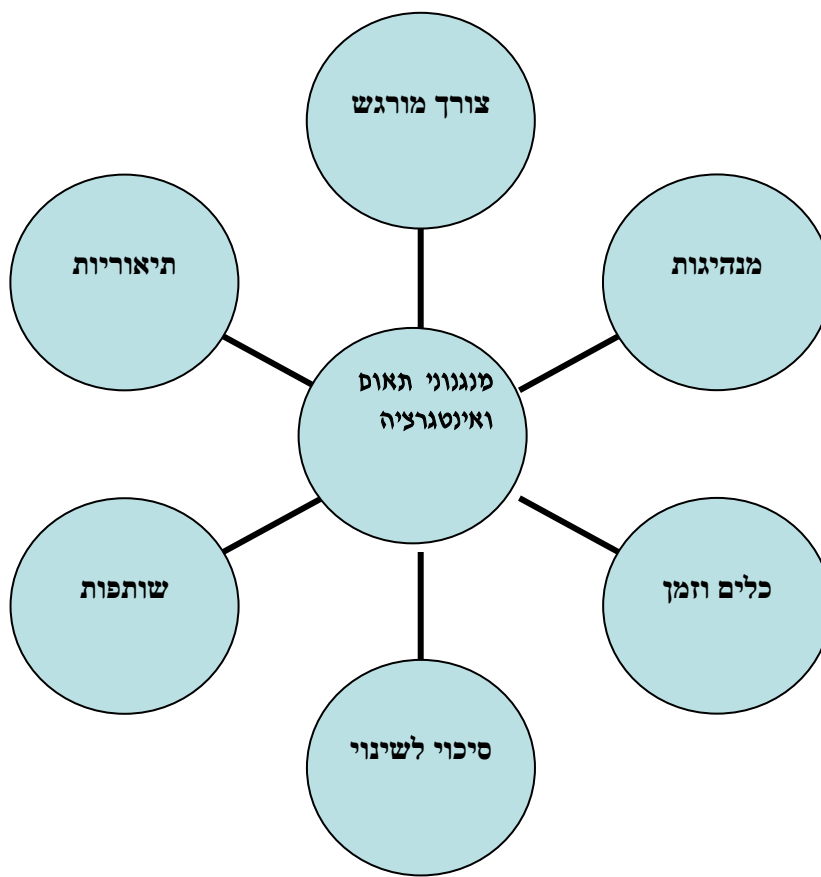 צורך מורגש
מנהיגות
תיאוריות
מנגנוני תאום
ואינטגרציה
כלים וזמן
שותפות
סיכוי לשינוי